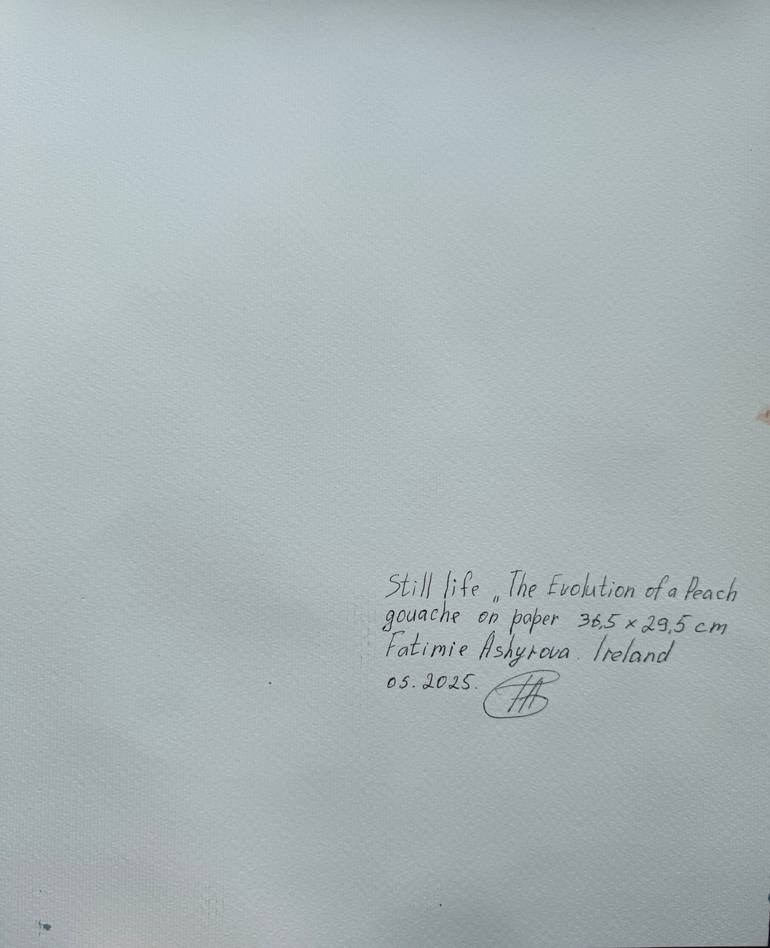 Still life „The Evolution of a Peach
gouache on paper 36,5 × 29,5 cm
Fatimie Ashyrova. Ireland
05. 2025. FA